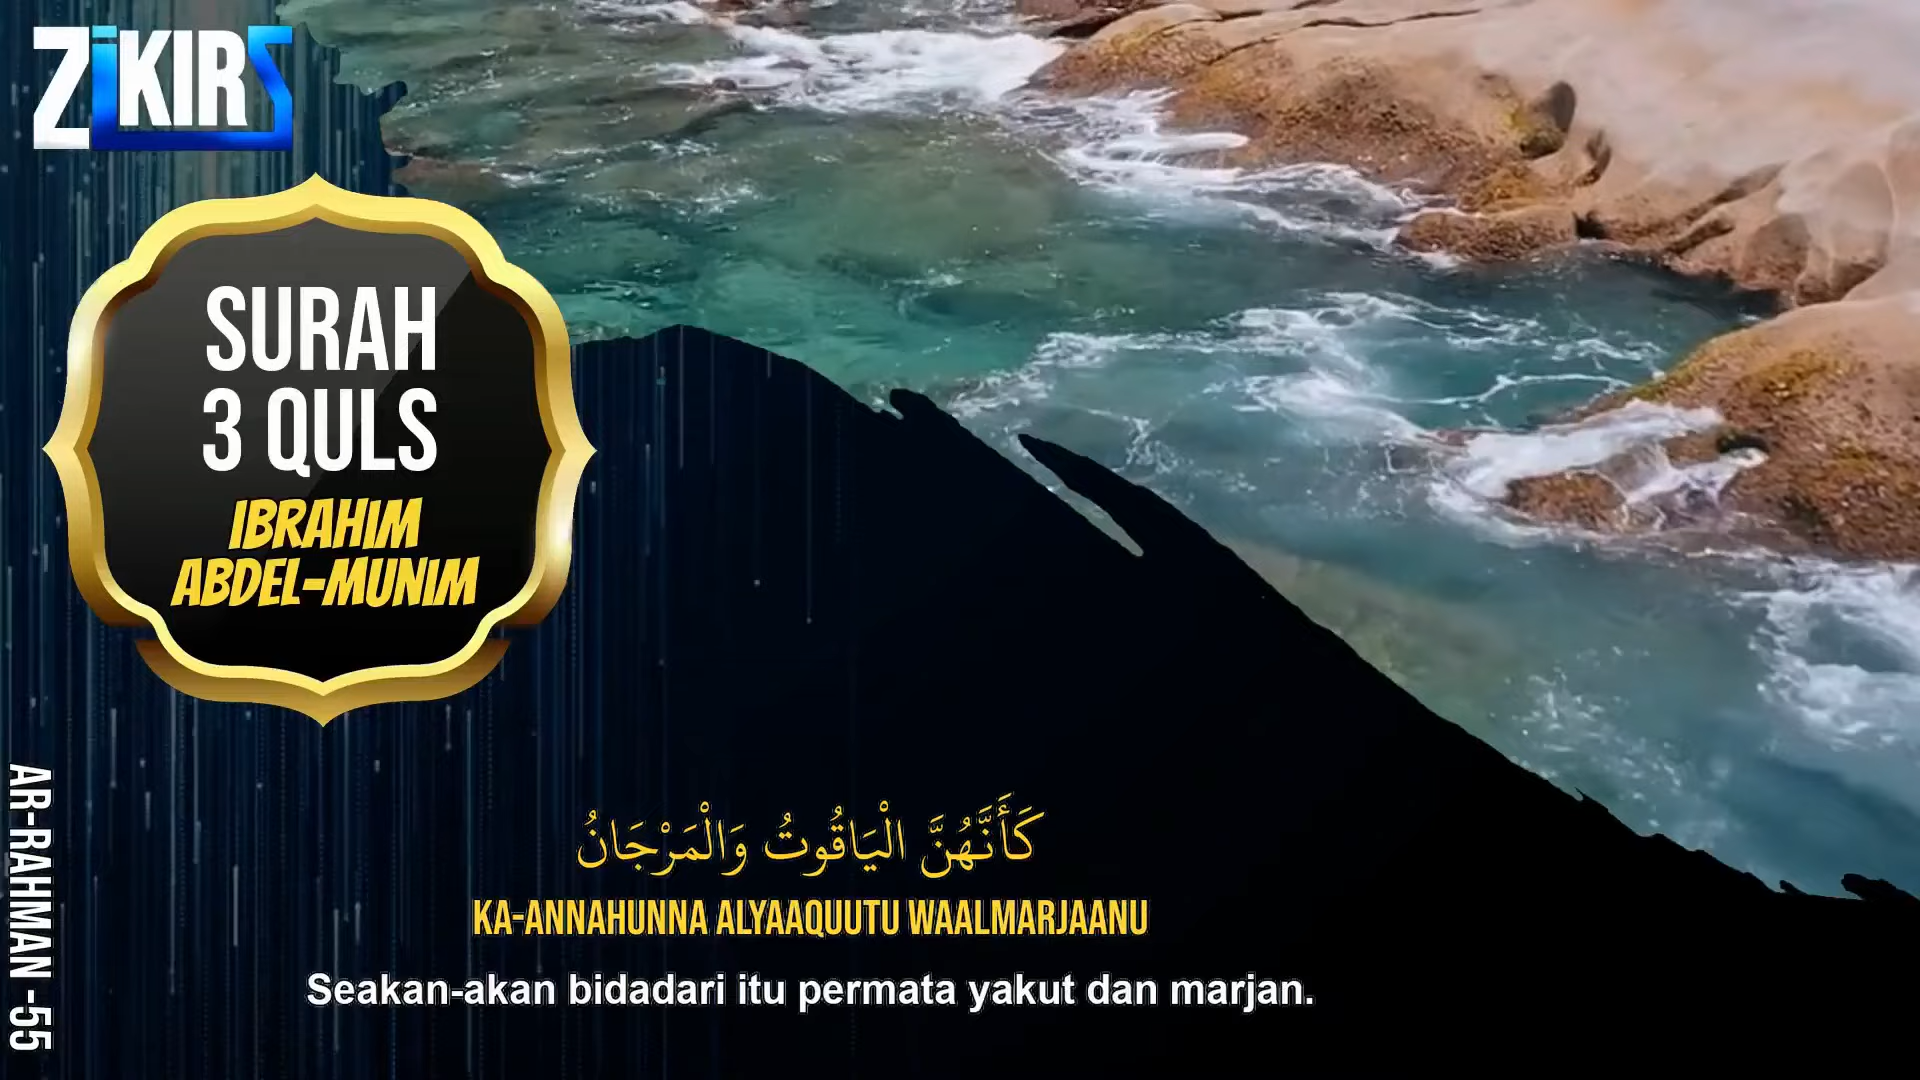 ZiKIRS
SURAH
3 QULS
IBRAHIM
ABDEL-MUNIM
AR-RAHMAN -55
كَأَنَّهُنَّ الْيَاقُوتُ وَالْمَرْجَانُ
KA-ANNAHUNNA ALYAAQUUTU WAALMARJAANU
Seakan-akan bidadari itu permata yakut dan marjan.